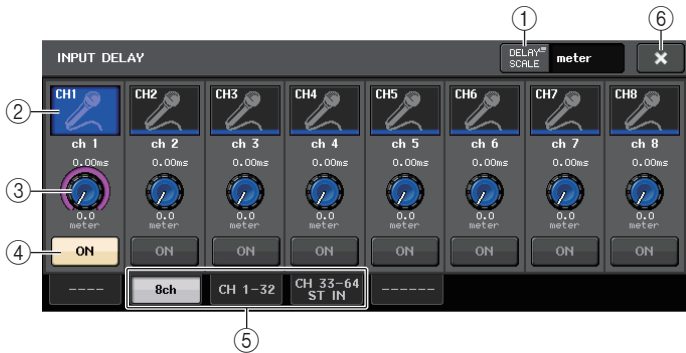 ① ⑥
INPUT DELAY DELAY SCALE meter ×
② CH1 CH2 CH3 CH4 CH5 CH6 CH7 CH8
ch 1 ch 2 ch 3 ch 4 ch 5 ch 6 ch 7 ch 8
0.00ms 0.00ms 0.00ms 0.00ms 0.00ms 0.00ms 0.00ms 0.00ms
③
0.0 0.0 0.0 0.0 0.0 0.0 0.0 0.0
meter meter meter meter meter meter meter meter
④ ON ON ON ON ON ON ON ON
---- 8ch CH 1-32 CH 33-64 ST IN ------
⑤